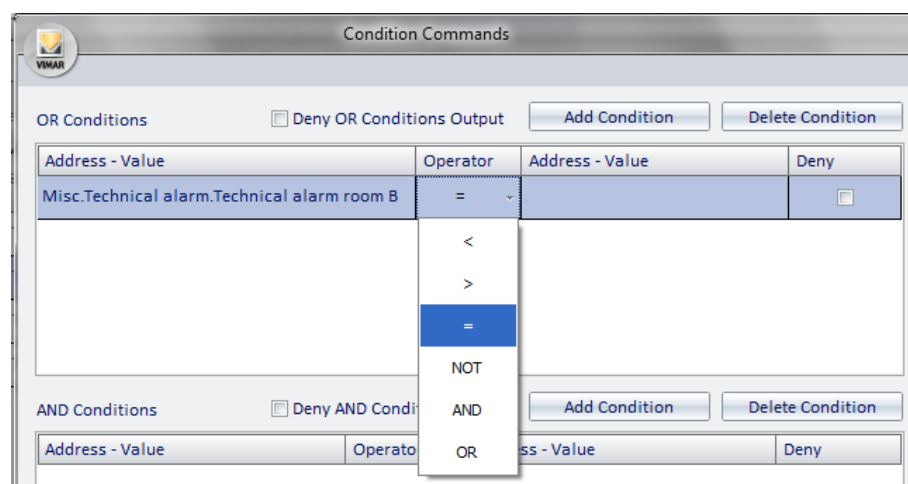 Condition Commands
VIMAR
OR Conditions Deny OR Conditions Output Add Condition Delete Condition
Address - Value Operator Address - Value Deny
Misc.Technical alarm.Technical alarm room B =
<
>
=
NOT
AND Conditions Deny AND Condi AND Add Condition Delete Condition
Address - Value Operato OR ss - Value Deny